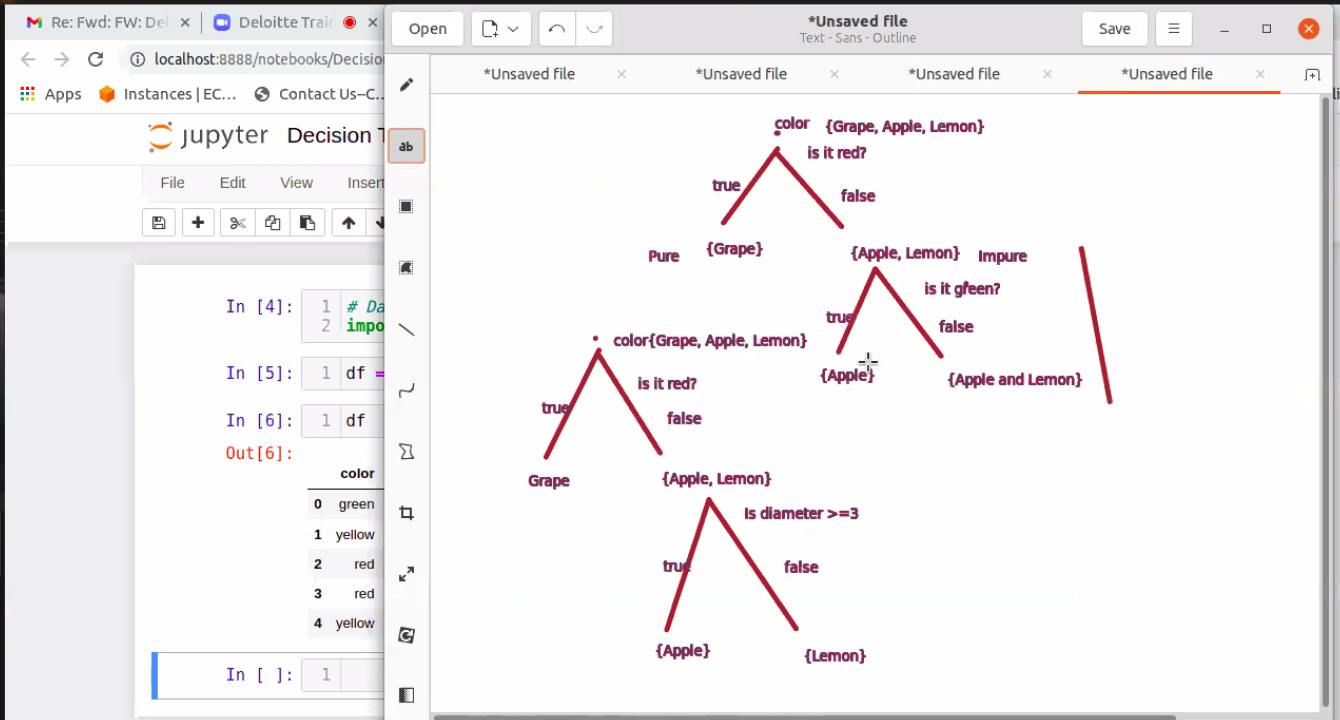 Re: Fwd: FW: Del
Deloitte Train
localhost:8888/notebooks/Decisio
Apps
Instances | EC...
Contact Us–C...
jupyter Decision T
File Edit View Insert
In [4]:
1 # Da
2 impo
In [5]:
1 df =
In [6]:
1 df
Out[6]:
color
0 green
1 yellow
2 red
3 red
4 yellow
In [ ]:
1
Open
*Unsaved file
Text - Sans - Outline
Save
*Unsaved file
*Unsaved file
*Unsaved file
*Unsaved file
ab
color {Grape, Apple, Lemon}
is it red?
true
false
Pure {Grape}
{Apple, Lemon} Impure
is it green?
true
false
{Apple}
{Apple and Lemon}
color{Grape, Apple, Lemon}
is it red?
true
false
Grape
{Apple, Lemon}
Is diameter >=3
true
false
{Apple}
{Lemon}